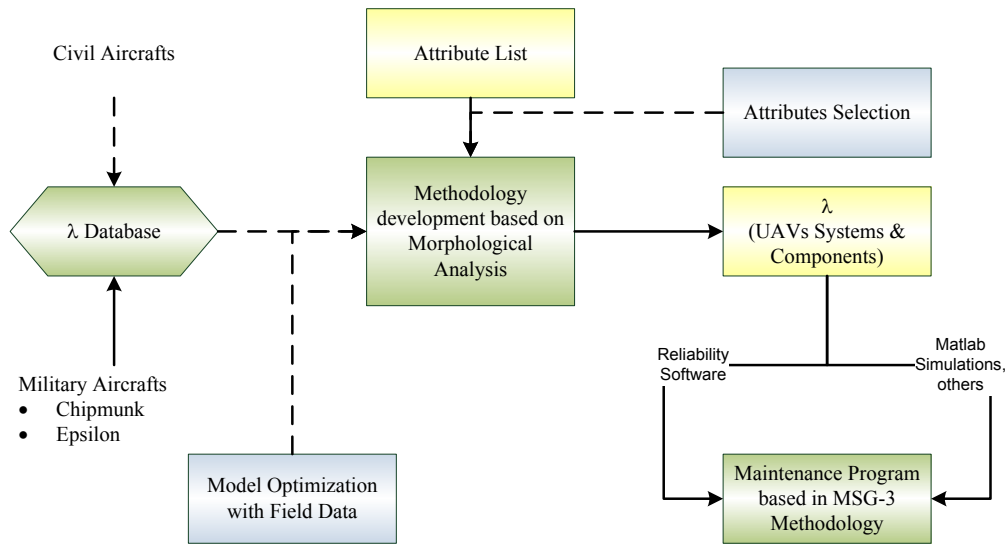 Civil Aircrafts
Attribute List
Attributes Selection
λ Database
Methodology
development based on
Morphological
Analysis
λ
(UAVs Systems &
Components)
Military Aircrafts
• Chipmunk
• Epsilon
Reliability
Software
Matlab
Simulations,
others
Model Optimization
with Field Data
Maintenance Program
based in MSG-3
Methodology